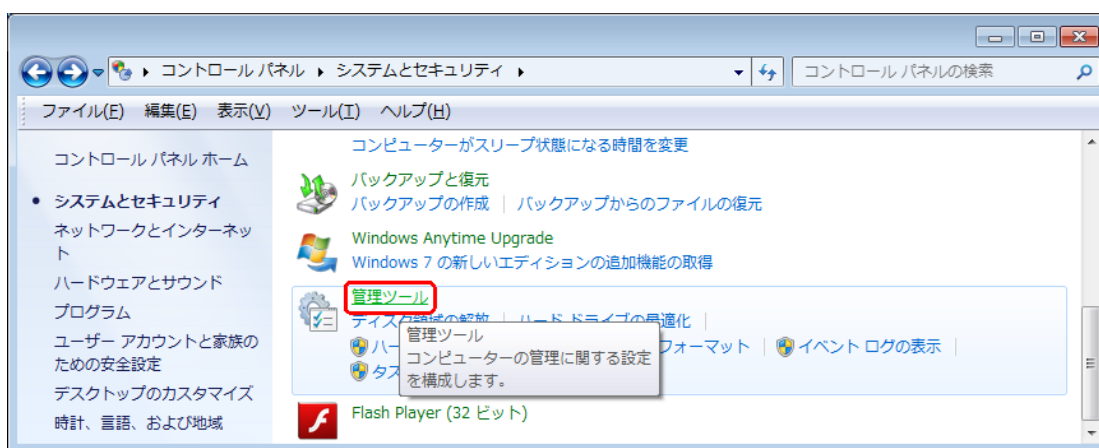 コントロール パネル システムとセキュリティ
コントロール パネルの検索
ファイル(F) 編集(E) 表示(V) ツール(T) ヘルプ(H)
コントロール パネル ホーム
システムとセキュリティ
ネットワークとインターネッ
ト
ハードウェアとサウンド
プログラム
ユーザー アカウントと家族の
ための安全設定
デスクトップのカスタマイズ
時計、言語、および地域
コンピューターがスリープ状態になる時間を変更
バックアップと復元
バックアップの作成 | バックアップからのファイルの復元
Windows Anytime Upgrade
Windows 7 の新しいエディションの追加機能の取得
管理ツール
ディスク領域の解放 | ハード ドライブの最適化 |
ハー フォーマット | イベント ログの表示 |
タス
管理ツール
コンピューターの管理に関する設定
を構成します。
Flash Player (32 ビット)